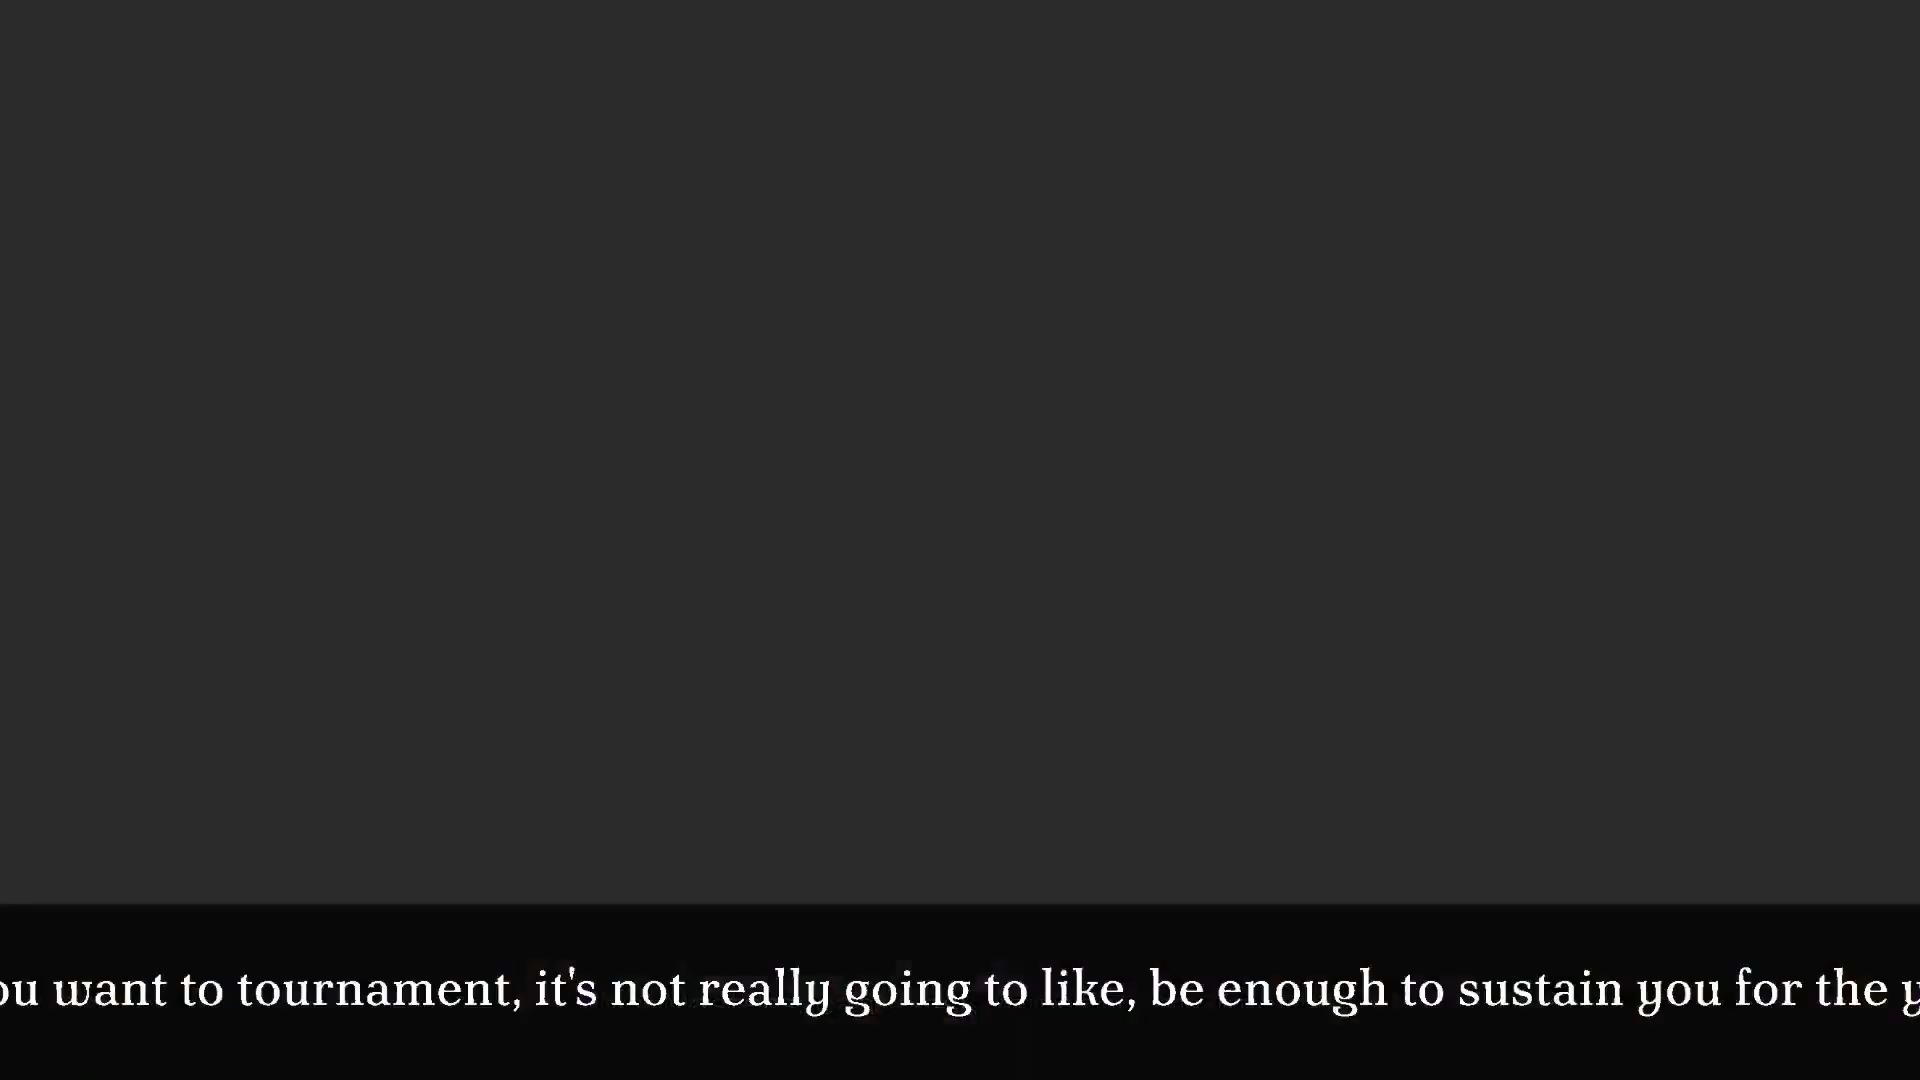 ou want to tournament, it's not really going to like, be enough to sustain you for the y